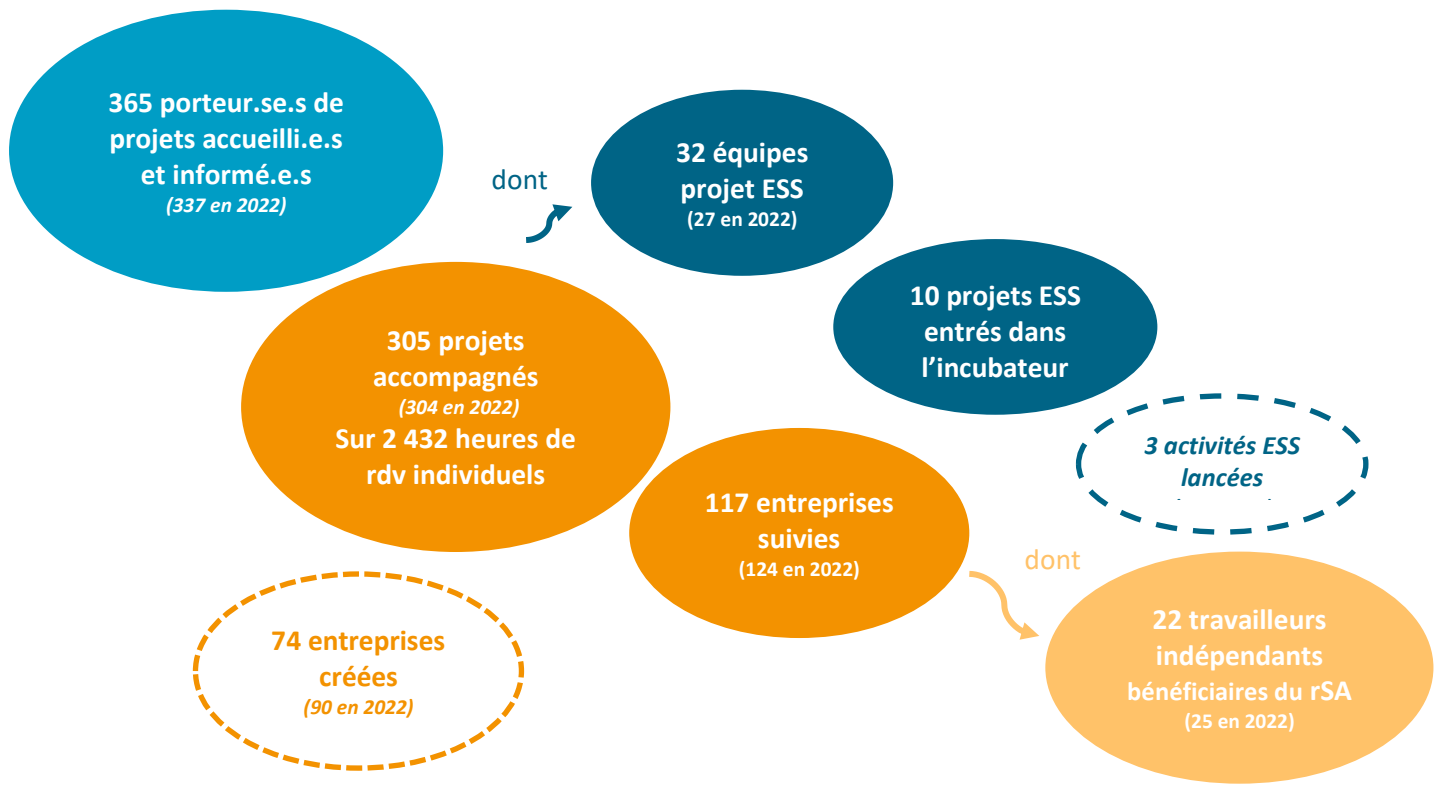 365 porteur.se.s de
projets accueilli.e.s
et informé.e.s
(337 en 2022)
dont
32 équipes
projet ESS
(27 en 2022)
10 projets ESS
entrés dans
l’incubateur
3 activités ESS
lancées
305 projets
accompagnés
(304 en 2022)
Sur 2 432 heures de
rdv individuels
117 entreprises
suivies
(124 en 2022)
dont
22 travailleurs
indépendants
bénéficiaires du rSA
(25 en 2022)
74 entreprises
créées
(90 en 2022)